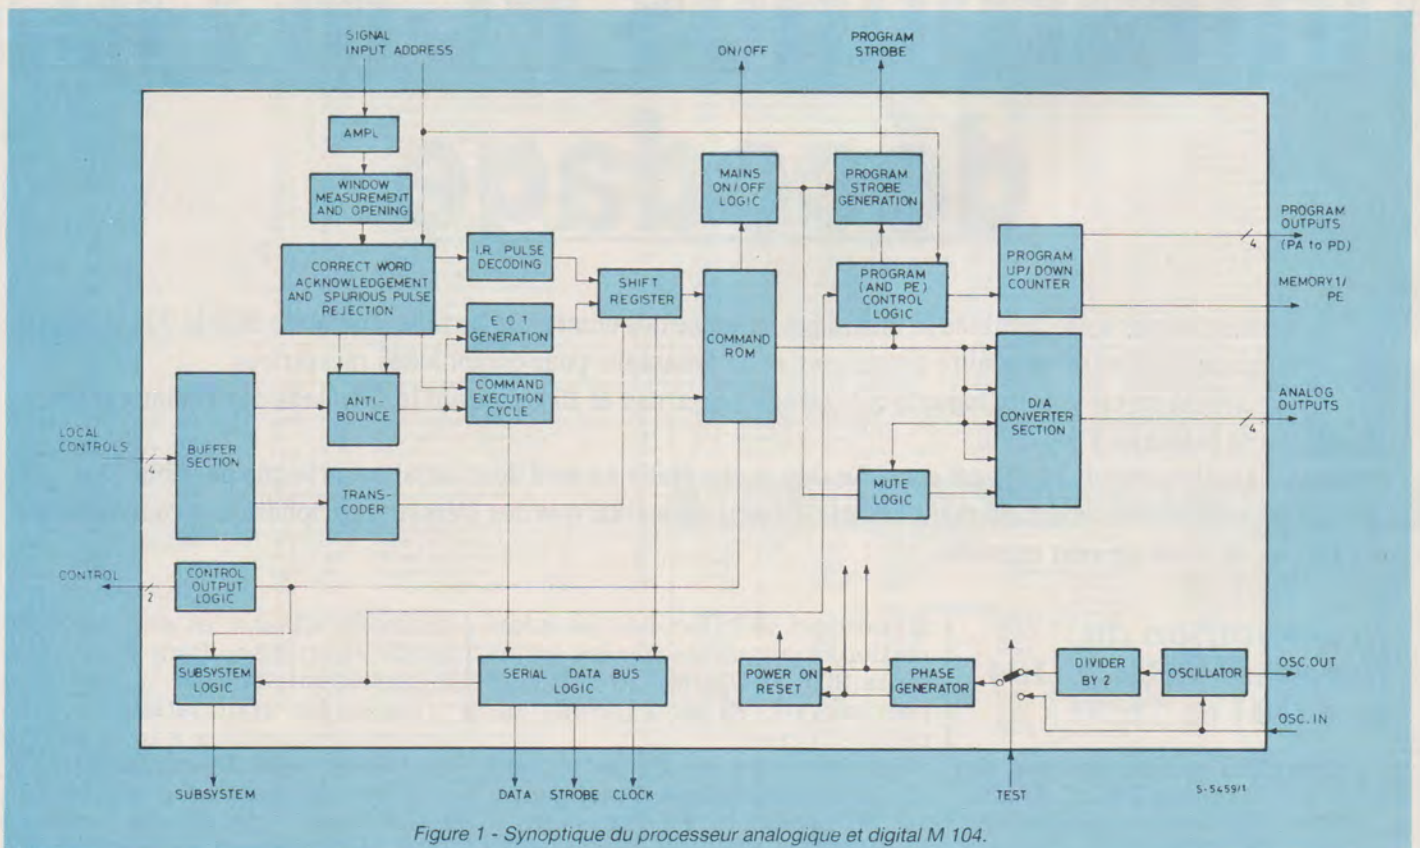 SIGNAL
INPUT ADDRESS
ON/OFF
PROGRAM
STROBE
AMPL
WINDOW
MEASUREMENT
AND OPENING
MAINS
ON/OFF
LOGIC
PROGRAM
STROBE
GENERATION
CORRECT WORD
ACKNOWLEDGEMENT
AND SPURIOUS PULSE
REJECTION
I.R. PULSE
DECODING
SHIFT
REGISTER
E O T
GENERATION
COMMAND
ROM
PROGRAM
(AND PE)
CONTROL
LOGIC
PROGRAM
UP/DOWN
COUNTER
PROGRAM
OUTPUTS
4
(PA to PD)
MEMORY 1/
PE
LOCAL
CONTROLS
4
BUFFER
SECTION
ANTI-
BOUNCE
COMMAND
EXECUTION
CYCLE
D/A
CONVERTER
SECTION
ANALOG
OUTPUTS
4
TRANS-
CODER
MUTE
LOGIC
CONTROL
2
CONTROL
OUTPUT
LOGIC
SUBSYSTEM
LOGIC
SERIAL DATA BUS
LOGIC
POWER ON
RESET
PHASE
GENERATOR
DIVIDER
BY 2
OSCILLATOR
OSC.OUT
OSC.IN
SUBSYSTEM
DATA STROBE CLOCK
TEST
S-5459/1
Figure 1 - Synoptique du processeur analogique et digital M 104.